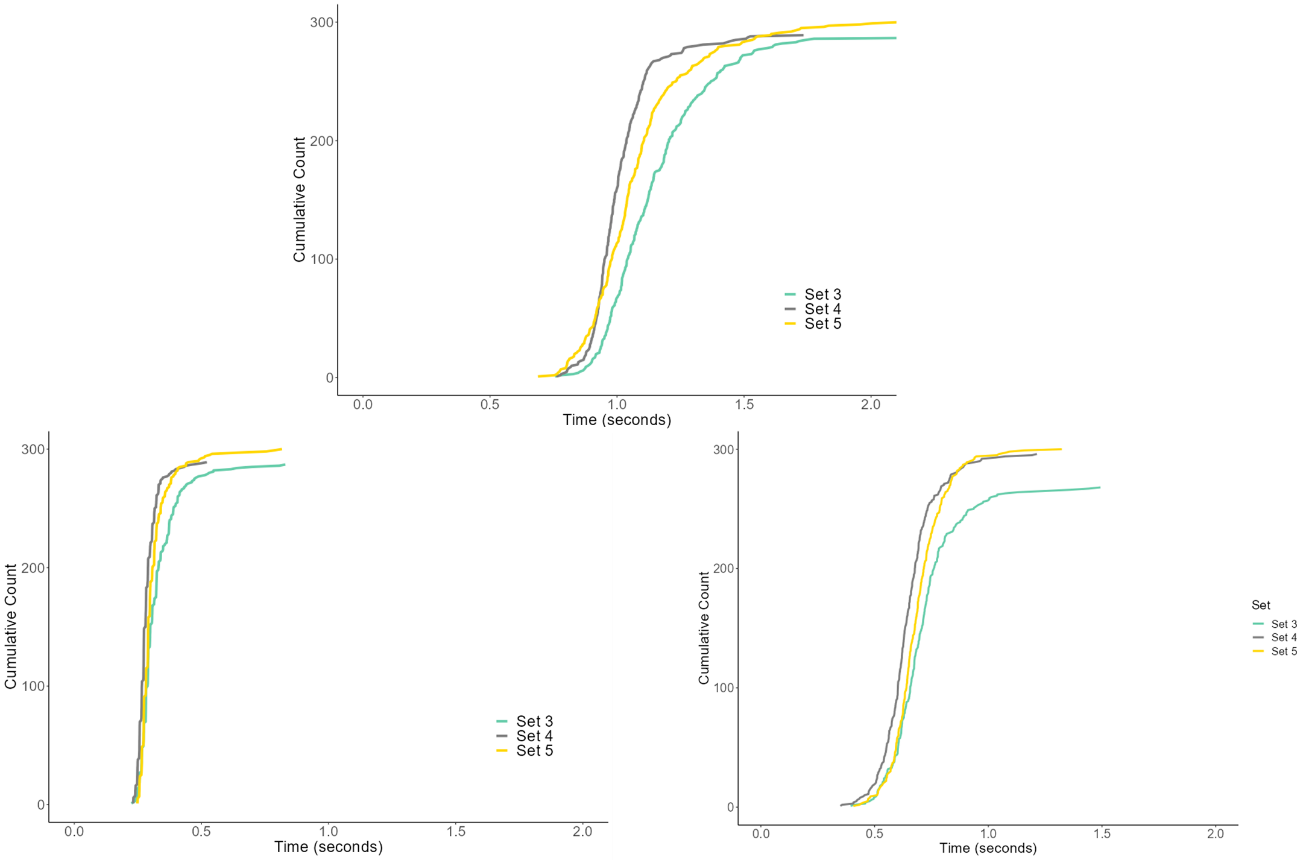 300
200
100
0
Cumulative Count
0.0 0.5 1.0 1.5 2.0
Time (seconds)
Set 3
Set 4
Set 5
300
200
100
0
Cumulative Count
0.0 0.5 1.0 1.5 2.0
Time (seconds)
Set 3
Set 4
Set 5
300
200
100
0
Cumulative Count
0.0 0.5 1.0 1.5 2.0
Time (seconds)
Set
Set 3
Set 4
Set 5